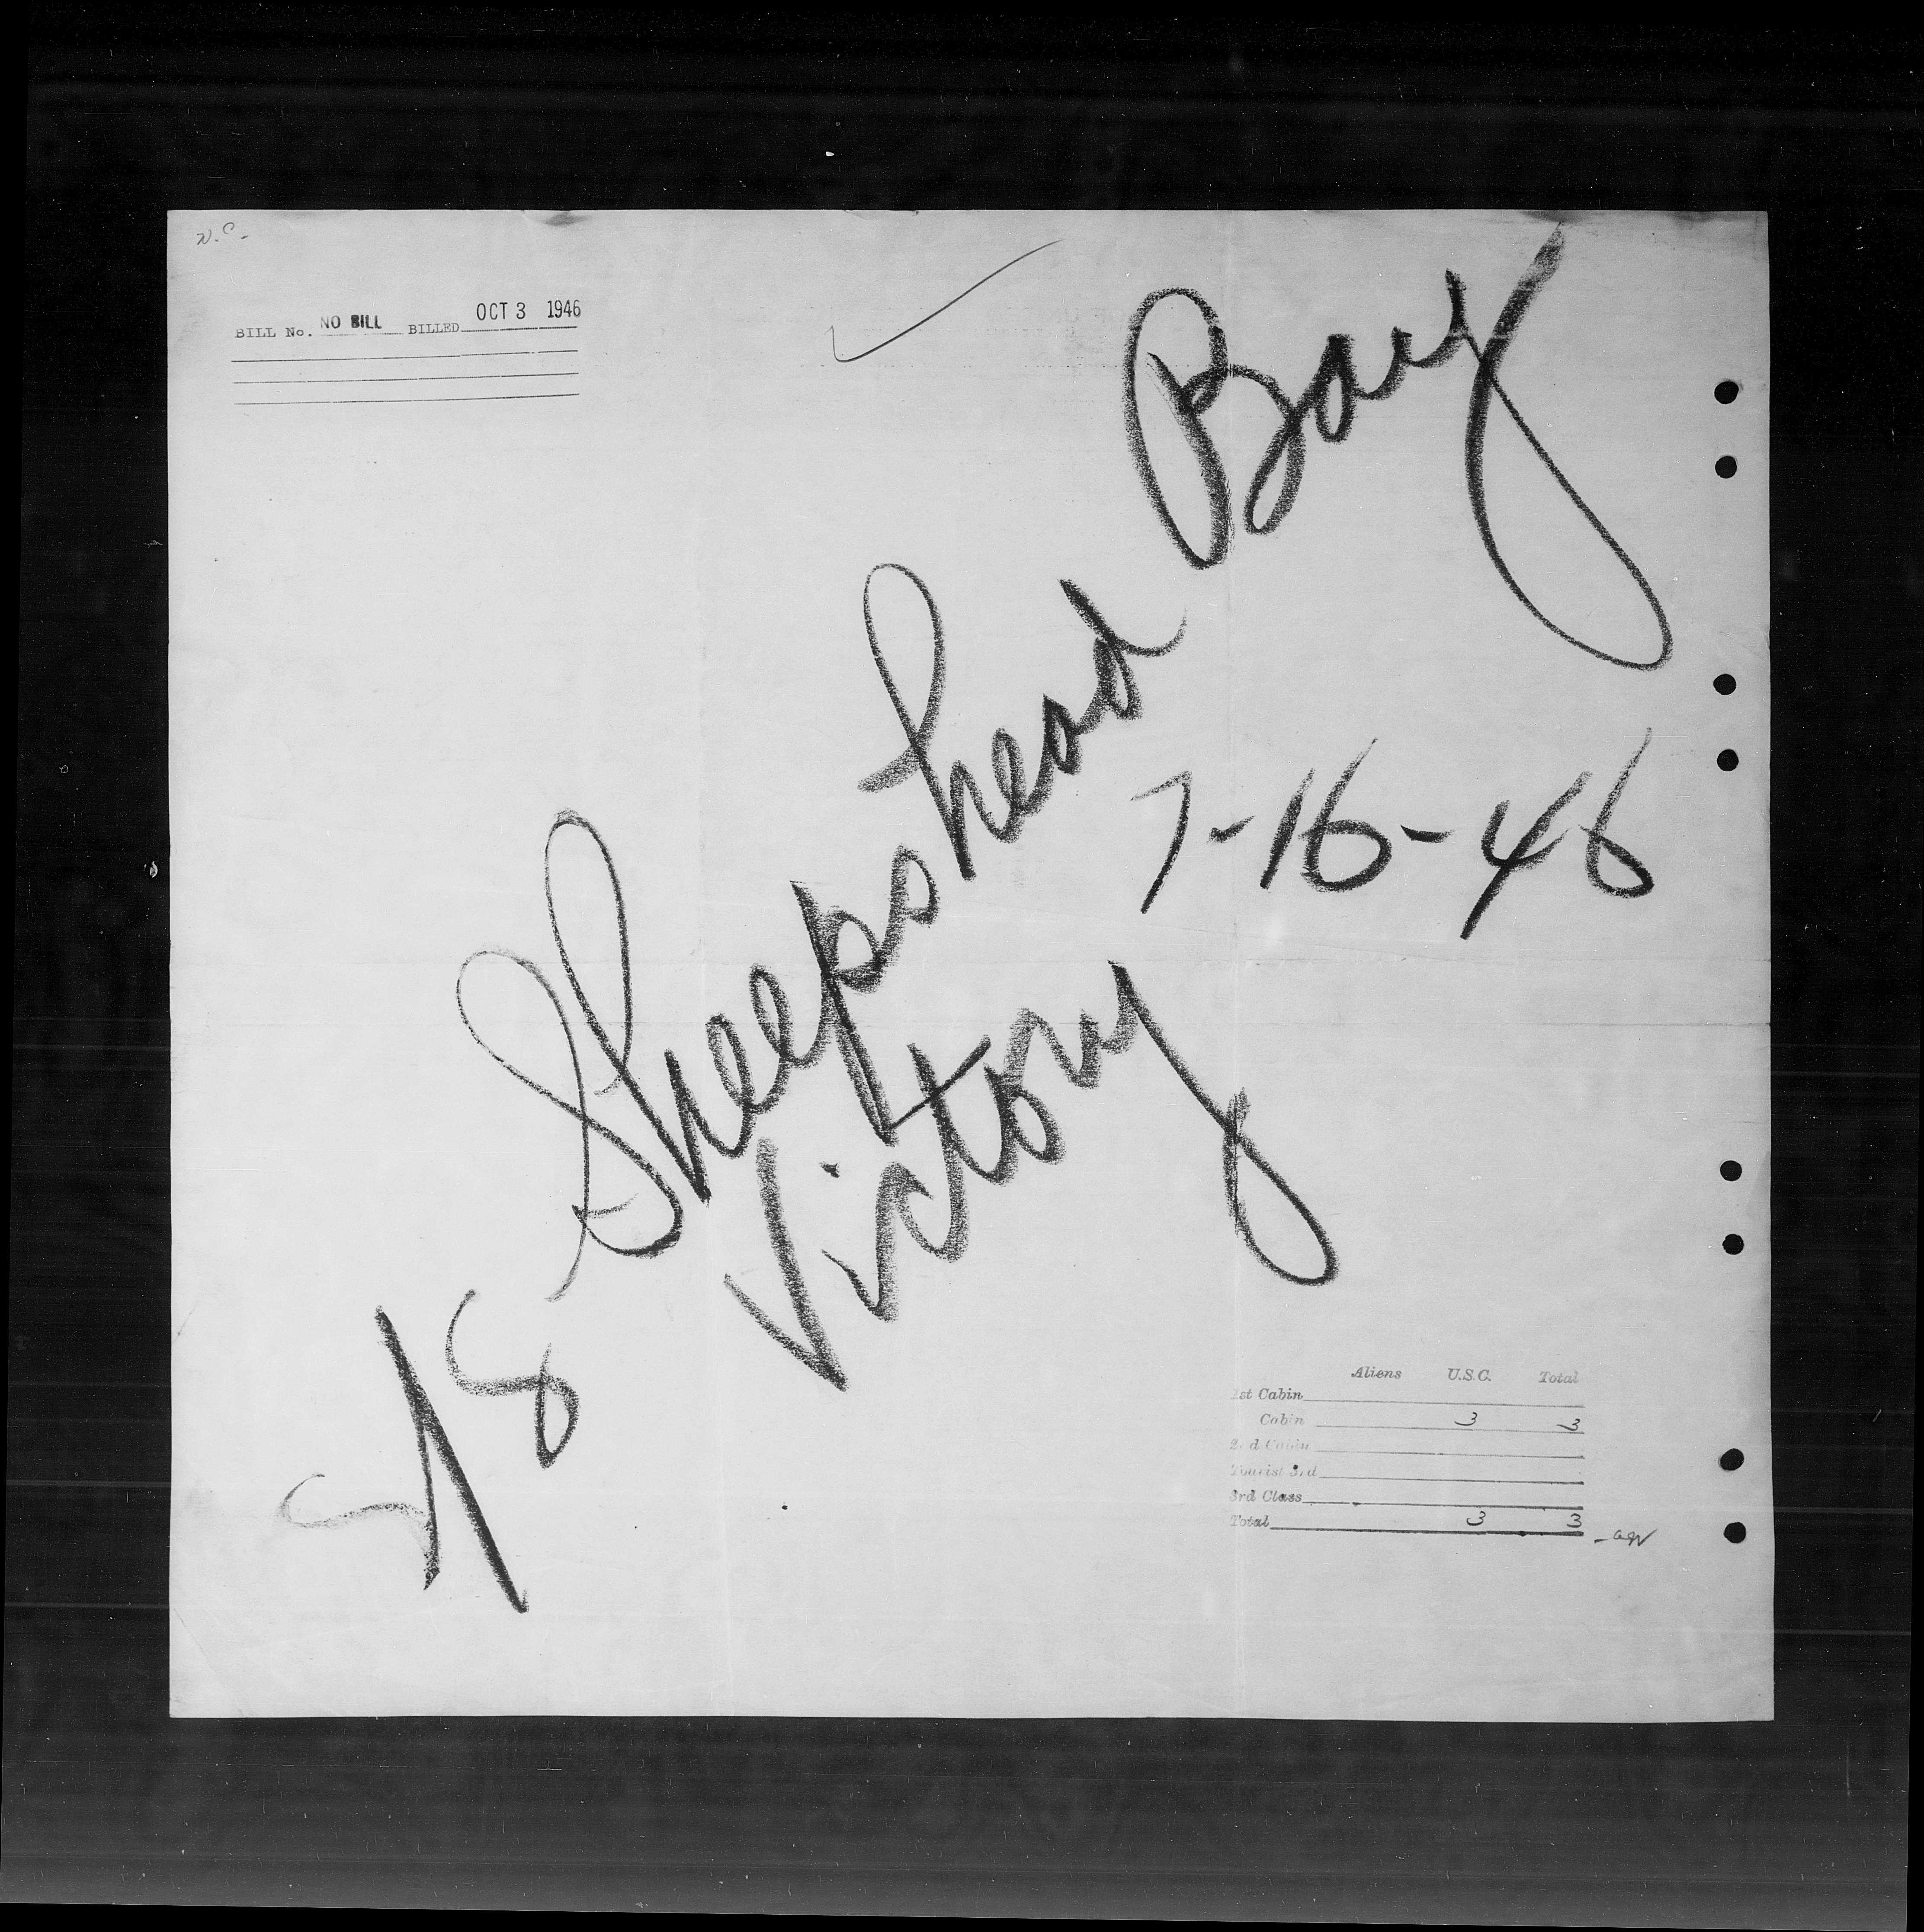 N.C.
BILL No. NO BILL BILLED OCT 3 1946
Sheepshead Bay
Victory
7-16-46
Aliens U.S.C. Total
1st Cabin
Cabin 3 3
2nd Cabin
Tourist 3rd
3rd Class
Total 3 3